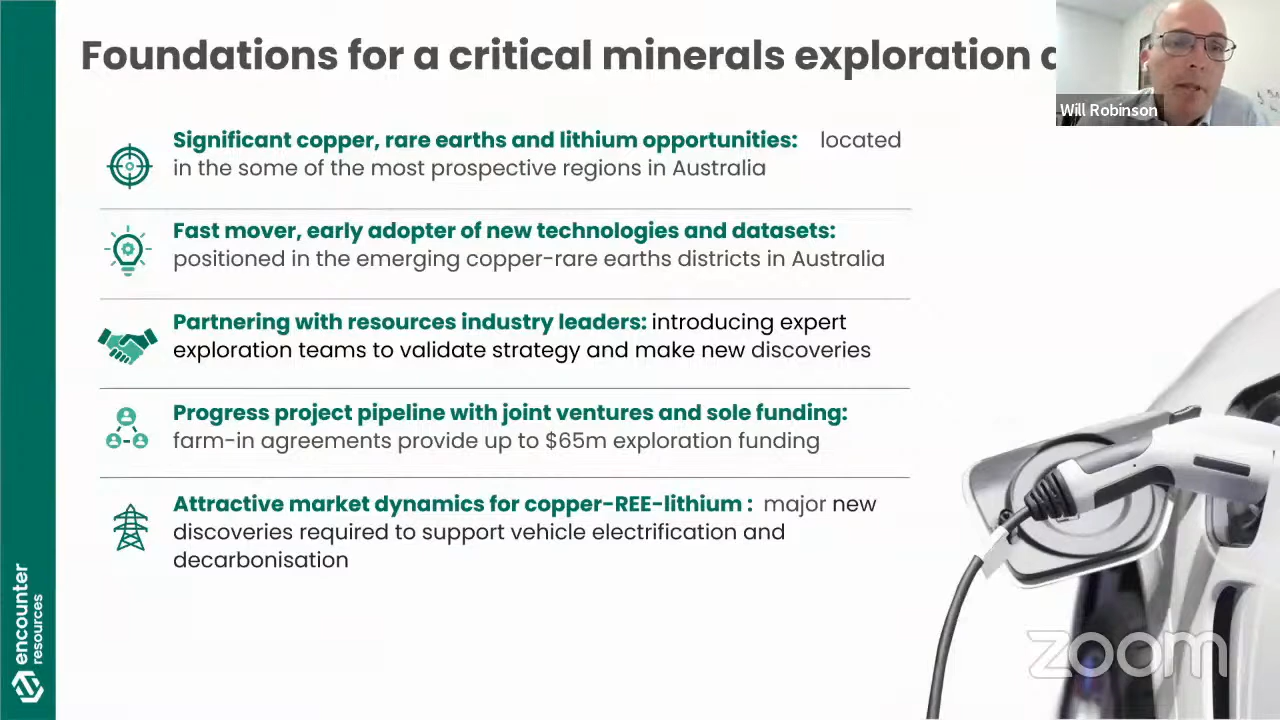 Foundations for a critical minerals exploration
Will Robinson
Significant copper, rare earths and lithium opportunities: located
in the some of the most prospective regions in Australia
Fast mover, early adopter of new technologies and datasets:
positioned in the emerging copper-rare earths districts in Australia
Partnering with resources industry leaders: introducing expert
exploration teams to validate strategy and make new discoveries
Progress project pipeline with joint ventures and sole funding:
farm-in agreements provide up to $65m exploration funding
Attractive market dynamics for copper-REE-lithium : major new
discoveries required to support vehicle electrification and
decarbonisation
encounter
resources
zoom